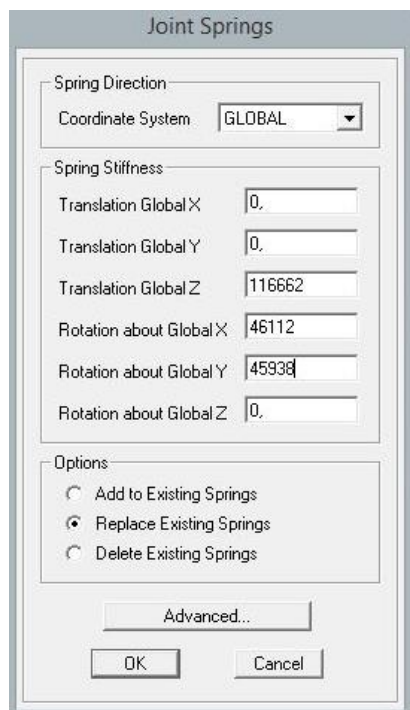 Joint Springs
Spring Direction
Coordinate System GLOBAL
Spring Stiffness
Translation Global X 0,
Translation Global Y 0,
Translation Global Z 116662
Rotation about Global X 46112
Rotation about Global Y 45938
Rotation about Global Z 0,
Options
Add to Existing Springs
Replace Existing Springs
Delete Existing Springs
Advanced...
OK Cancel